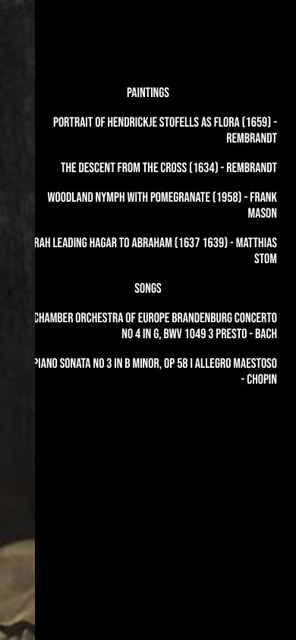 PAINTINGS
PORTRAIT OF HENDRICKJE STOFELLS AS FLORA (1659) -
REMBRANDT
THE DESCENT FROM THE CROSS (1634) - REMBRANDT
WOODLAND NYMPH WITH POMEGRANATE (1958) - FRANK
MASON
RAH LEADING HAGAR TO ABRAHAM (1637 1639) - MATTHIAS
STOM
SONGS
CHAMBER ORCHESTRA OF EUROPE BRANDENBURG CONCERTO
NO 4 IN G, BWV 1049 3 PRESTO - BACH
PIANO SONATA NO 3 IN B MINOR, OP 58 I ALLEGRO MAESTOSO
- CHOPIN